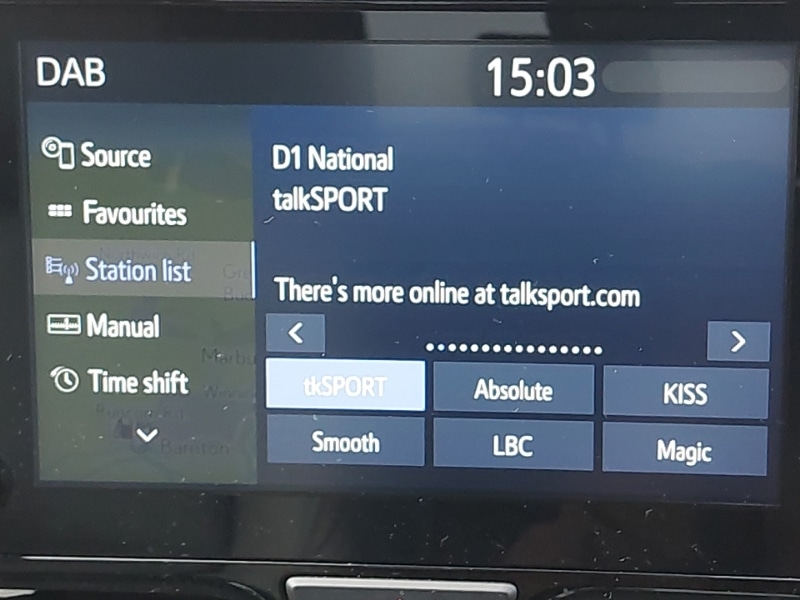 DAB
15:03
Source
Favourites
Station list
Manual
Time shift
D1 National
talkSPORT
There's more online at talksport.com
tkSPORT
Absolute
KISS
Smooth
LBC
Magic
Barnton